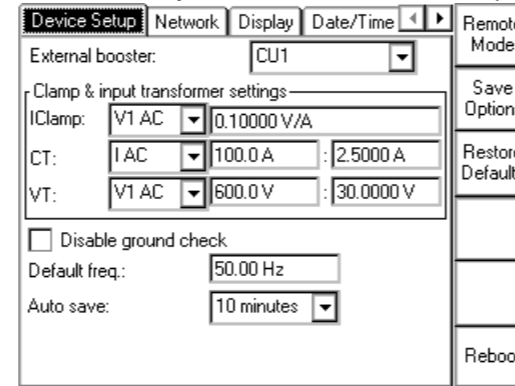 Device Setup Network Display Date/Time
External booster: CU1
Clamp & input transformer settings
IClamp: V1 AC 0.10000 V/A
CT: I AC 100.0 A : 2.5000 A
VT: V1 AC 600.0 V : 30.0000 V
Disable ground check
Default freq.: 50.00 Hz
Auto save: 10 minutes
Remote
Mode
Save
Option
Restore
Default
Reboo